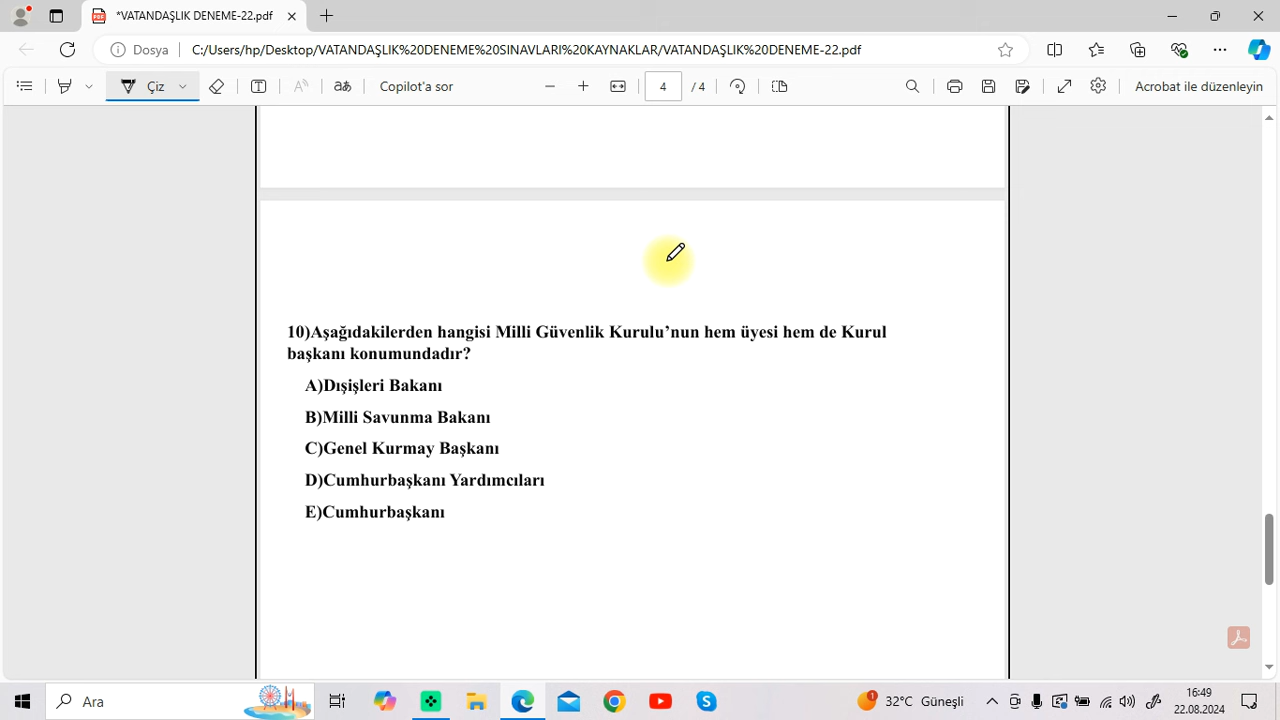 *VATANDAŞLIK DENEME-22.pdf
Dosya
C:/Users/hp/Desktop/VATANDAŞLIK%20DENEME%20SINAVLARI%20KAYNAKLAR/VATANDAŞLIK%20DENEME-22.pdf
Çiz
T
aあ
Copilot'a sor
4 / 4
Acrobat ile düzenleyin
10)Aşağıdakilerden hangisi Milli Güvenlik Kurulu’nun hem üyesi hem de Kurul
başkanı konumundadır?
A)Dışişleri Bakanı
B)Milli Savunma Bakanı
C)Genel Kurmay Başkanı
D)Cumhurbaşkanı Yardımcıları
E)Cumhurbaşkanı
Ara
1
32°C Güneşli
16:49
22.08.2024